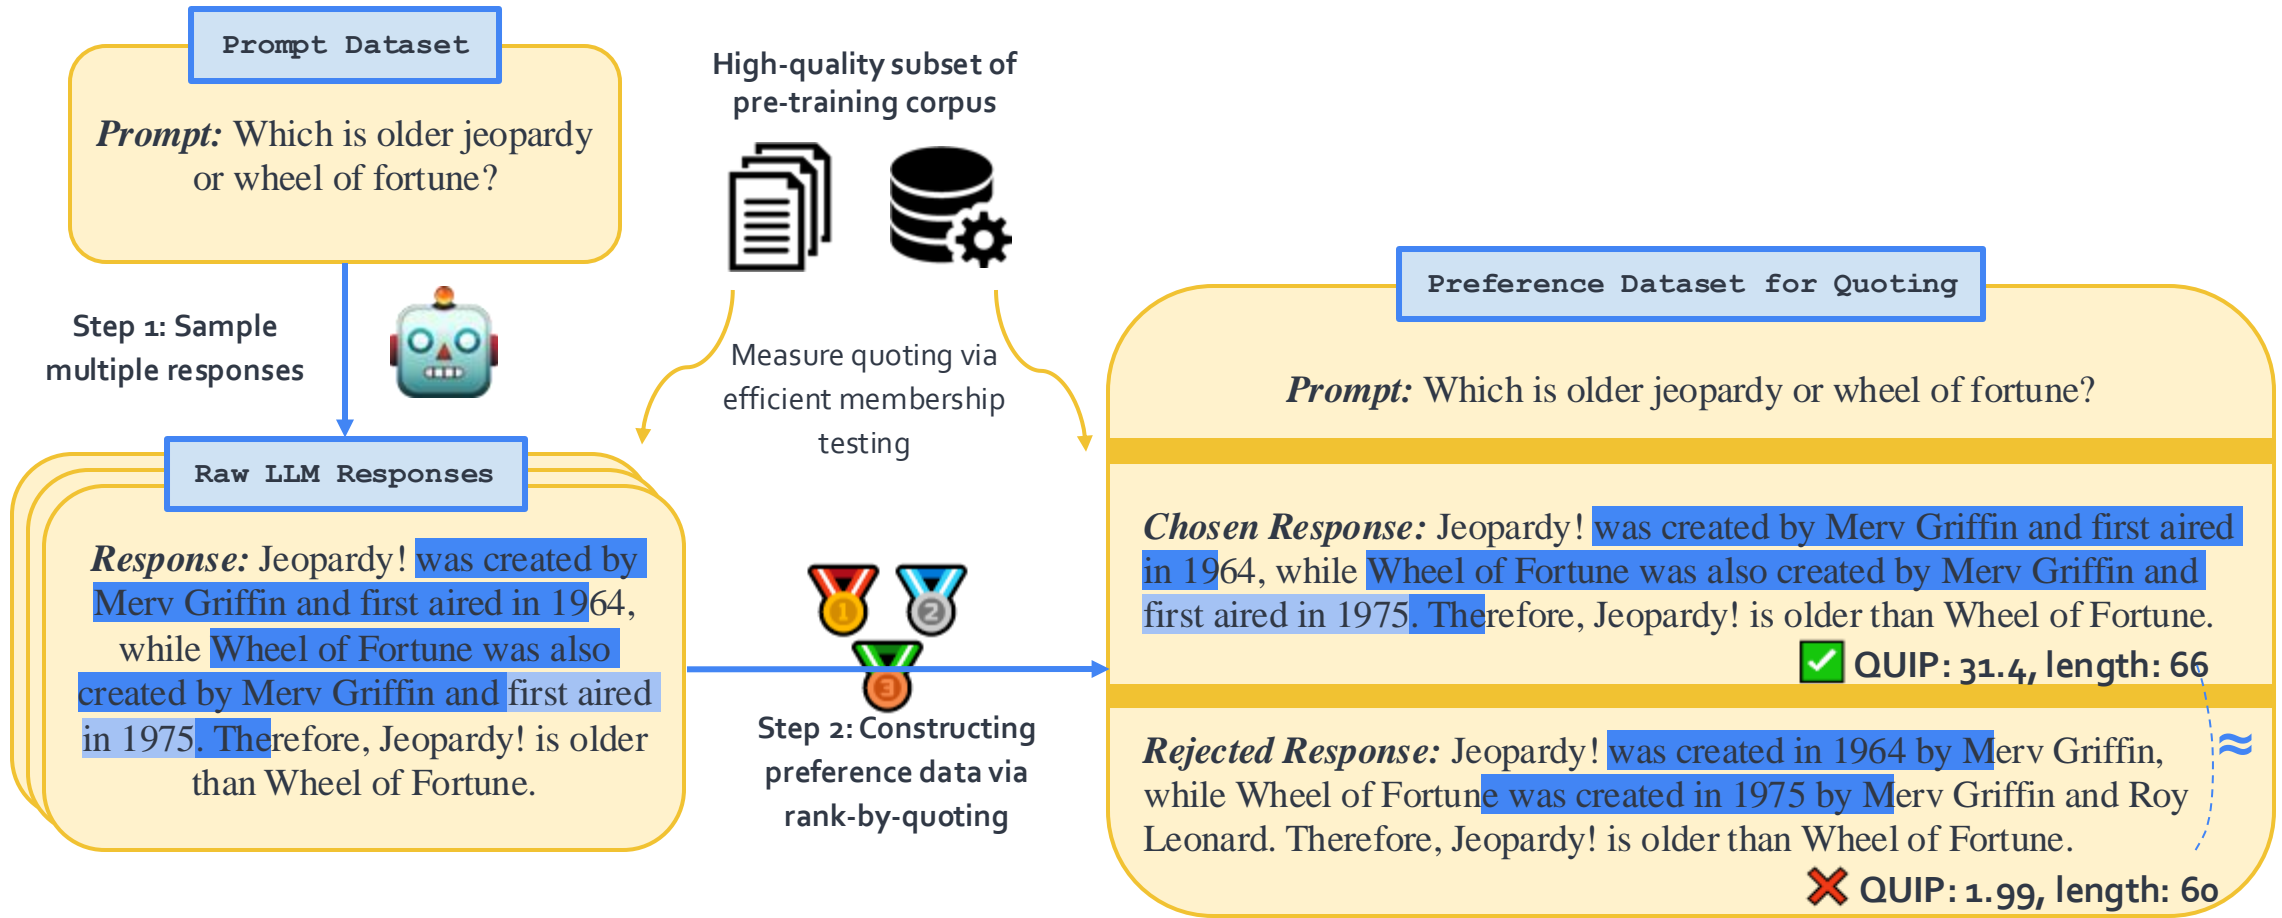 Prompt Dataset
Prompt: Which is older jeopardy
or wheel of fortune?
Step 1: Sample
multiple responses
High-quality subset of
pre-training corpus
Measure quoting via
efficient membership
testing
Raw LLM Responses
Response: Jeopardy! was created by
Merv Griffin and first aired in 1964,
while Wheel of Fortune was also
created by Merv Griffin and first aired
in 1975. Therefore, Jeopardy! is older
than Wheel of Fortune.
1
2
3
Step 2: Constructing
preference data via
rank-by-quoting
Preference Dataset for Quoting
Prompt: Which is older jeopardy or wheel of fortune?
Chosen Response: Jeopardy! was created by Merv Griffin and first aired
in 1964, while Wheel of Fortune was also created by Merv Griffin and
first aired in 1975. Therefore, Jeopardy! is older than Wheel of Fortune.
QUIP: 31.4, length: 66
Rejected Response: Jeopardy! was created in 1964 by Merv Griffin,
while Wheel of Fortune was created in 1975 by Merv Griffin and Roy
Leonard. Therefore, Jeopardy! is older than Wheel of Fortune.
QUIP: 1.99, length: 60
≈